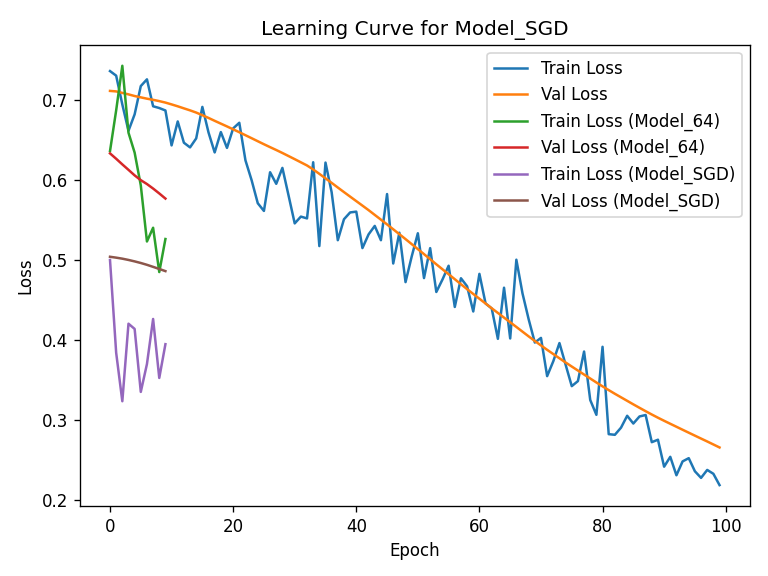 Learning Curve for Model_SGD
Train Loss
Val Loss
Train Loss (Model_64)
Val Loss (Model_64)
Train Loss (Model_SGD)
Val Loss (Model_SGD)
Loss
0.7
0.6
0.5
0.4
0.3
0.2
0 20 40 60 80 100
Epoch